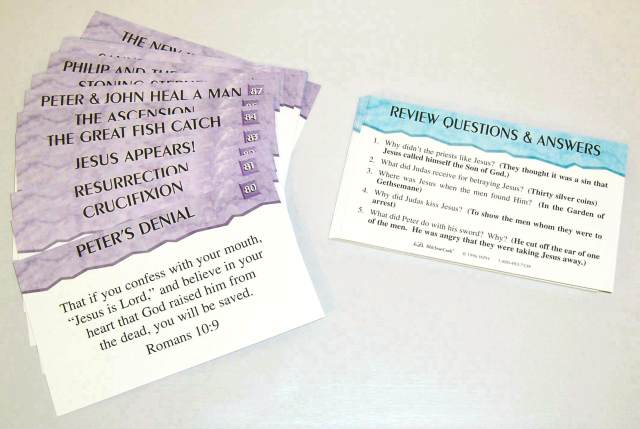 THE NEW
PHILIP AND THE
STONING STEPHEN
PETER & JOHN HEAL A MAN 87
THE ASCENSION
THE GREAT FISH CATCH 84
JESUS APPEARS! 83
RESURRECTION 81
CRUCIFIXION 80
PETER'S DENIAL
That if you confess with your mouth,
“Jesus is Lord,” and believe in your
heart that God raised him from
the dead, you will be saved.
Romans 10:9
REVIEW QUESTIONS & ANSWERS
1. Why didn't the priests like Jesus? (They thought it was a sin that
Jesus called himself the Son of God.)
2. What did Judas receive for betraying Jesus? (Thirty silver coins)
3. Where was Jesus when the men found Him? (In the Garden of
Gethsemane)
4. Why did Judas kiss Jesus? (To show the men whom they were to
arrest)
5. What did Peter do with his sword? Why? (He cut off the ear of one
of the men. He was angry that they were taking Jesus away.)